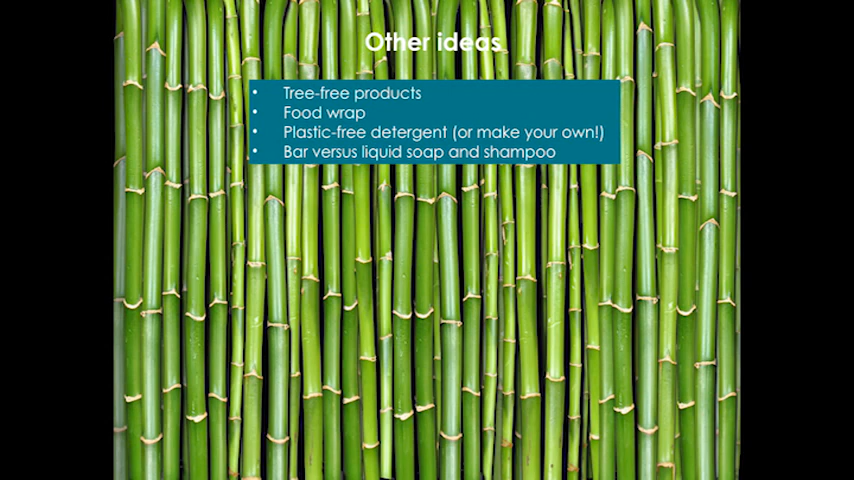 Other ideas
• Tree-free products
• Food wrap
• Plastic-free detergent (or make your own!)
• Bar versus liquid soap and shampoo